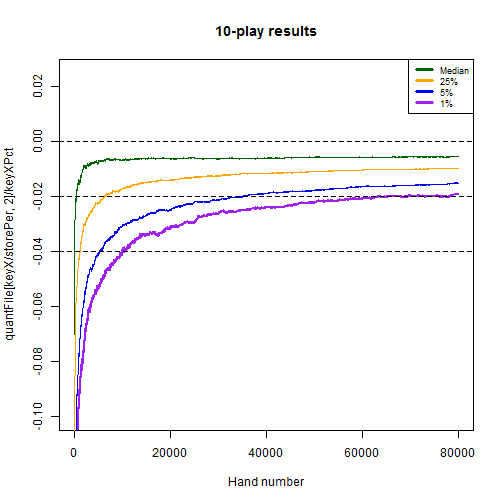 10-play results
Median
25%
5%
1%
0.02
0.00
-0.02
-0.04
-0.06
-0.08
-0.10
quantFile[keyX/storePer, 2]/keyXPct
0 20000 40000 60000 80000
Hand number